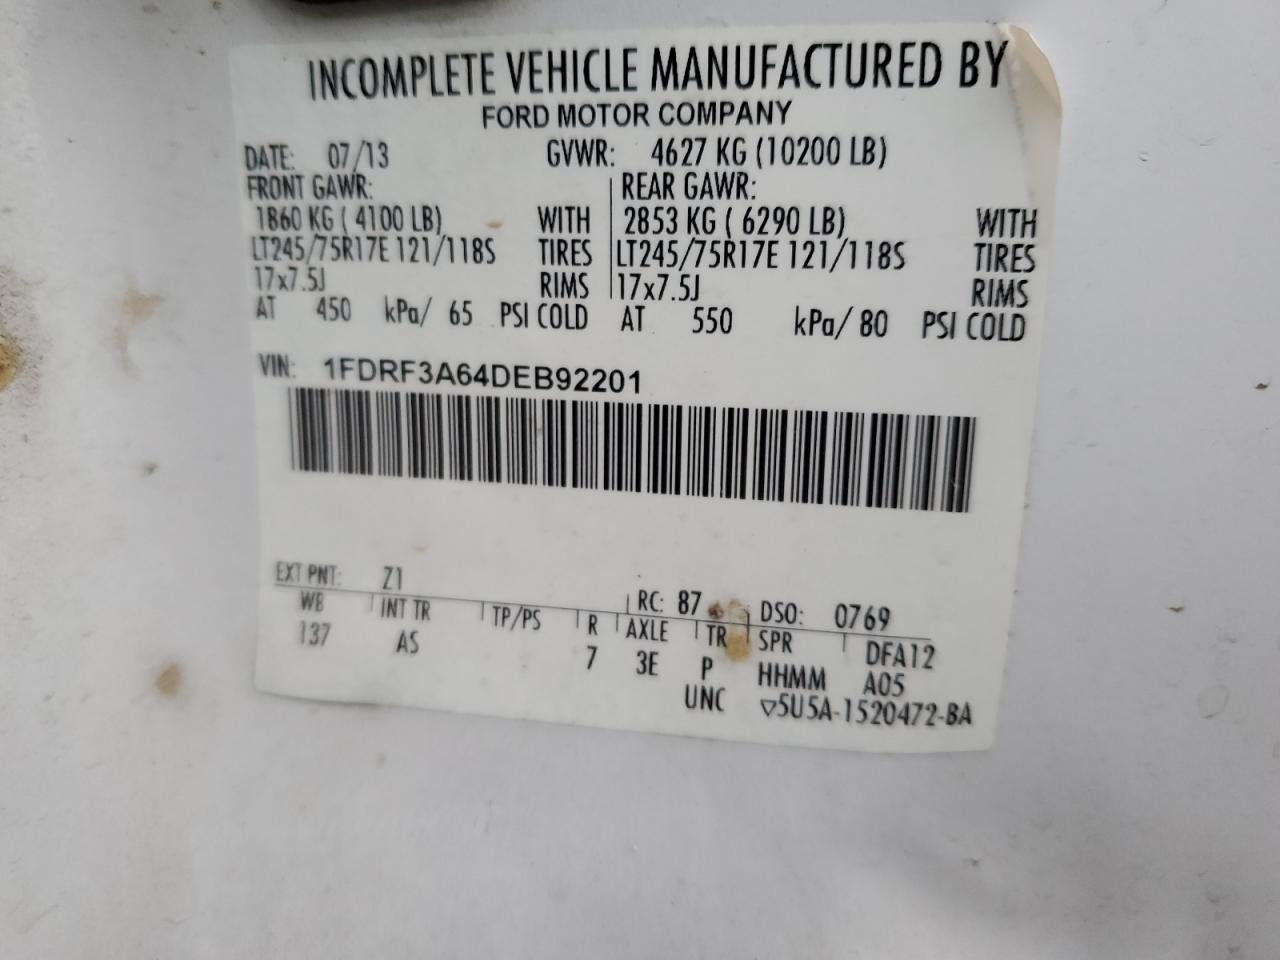 INCOMPLETE VEHICLE MANUFACTURED BY
FORD MOTOR COMPANY
DATE: 07/13 GVWR: 4627 KG (10200 LB)
FRONT GAWR: REAR GAWR:
1860 KG ( 4100 LB) WITH 2853 KG ( 6290 LB) WITH
LT245/75R17E 121/118S TIRES LT245/75R17E 121/118S TIRES
17x7.5J RIMS 17x7.5J RIMS
AT 450 kPa/ 65 PSI COLD AT 550 kPa/ 80 PSI COLD
VIN: 1FDRF3A64DEB92201
EXT PNT: Z1 RC: 87 DSO: 0769
WB INT TR TP/PS R AXLE TR SPR DFA12
137 AS 7 3E P HHMM A05
UNC ▽5U5A-1520472-BA